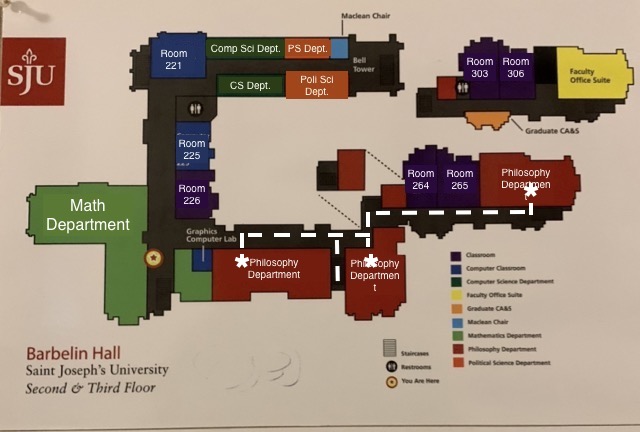 Maclean Chair
SJU
Room
221
Comp Sci Dept.
PS Dept.
Bell
Tower
CS Dept.
Poli Sci
Dept.
Room
303
Room
306
Faculty
Office Suite
Graduate CA&S
Room
225
Room
226
Room
264
Room
265
Philosophy
Departmen
t
Math
Department
Graphics
Computer Lab
Philosophy
Department
Philosophy
Departmen
t
Classroom
Computer Classroom
Computer Science Department
Faculty Office Suite
Graduate CA&S
Maclean Chair
Mathematics Department
Philosophy Department
Political Science Department
Staircases
Restrooms
You Are Here
Barbelin Hall
Saint Joseph's University
Second & Third Floor